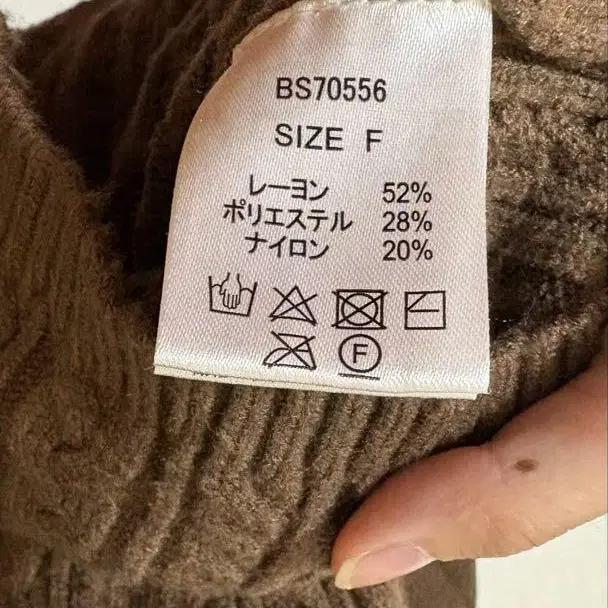 BS70556
SIZE F
レーヨン 52%
ポリエステル 28%
ナイロン 20%
F